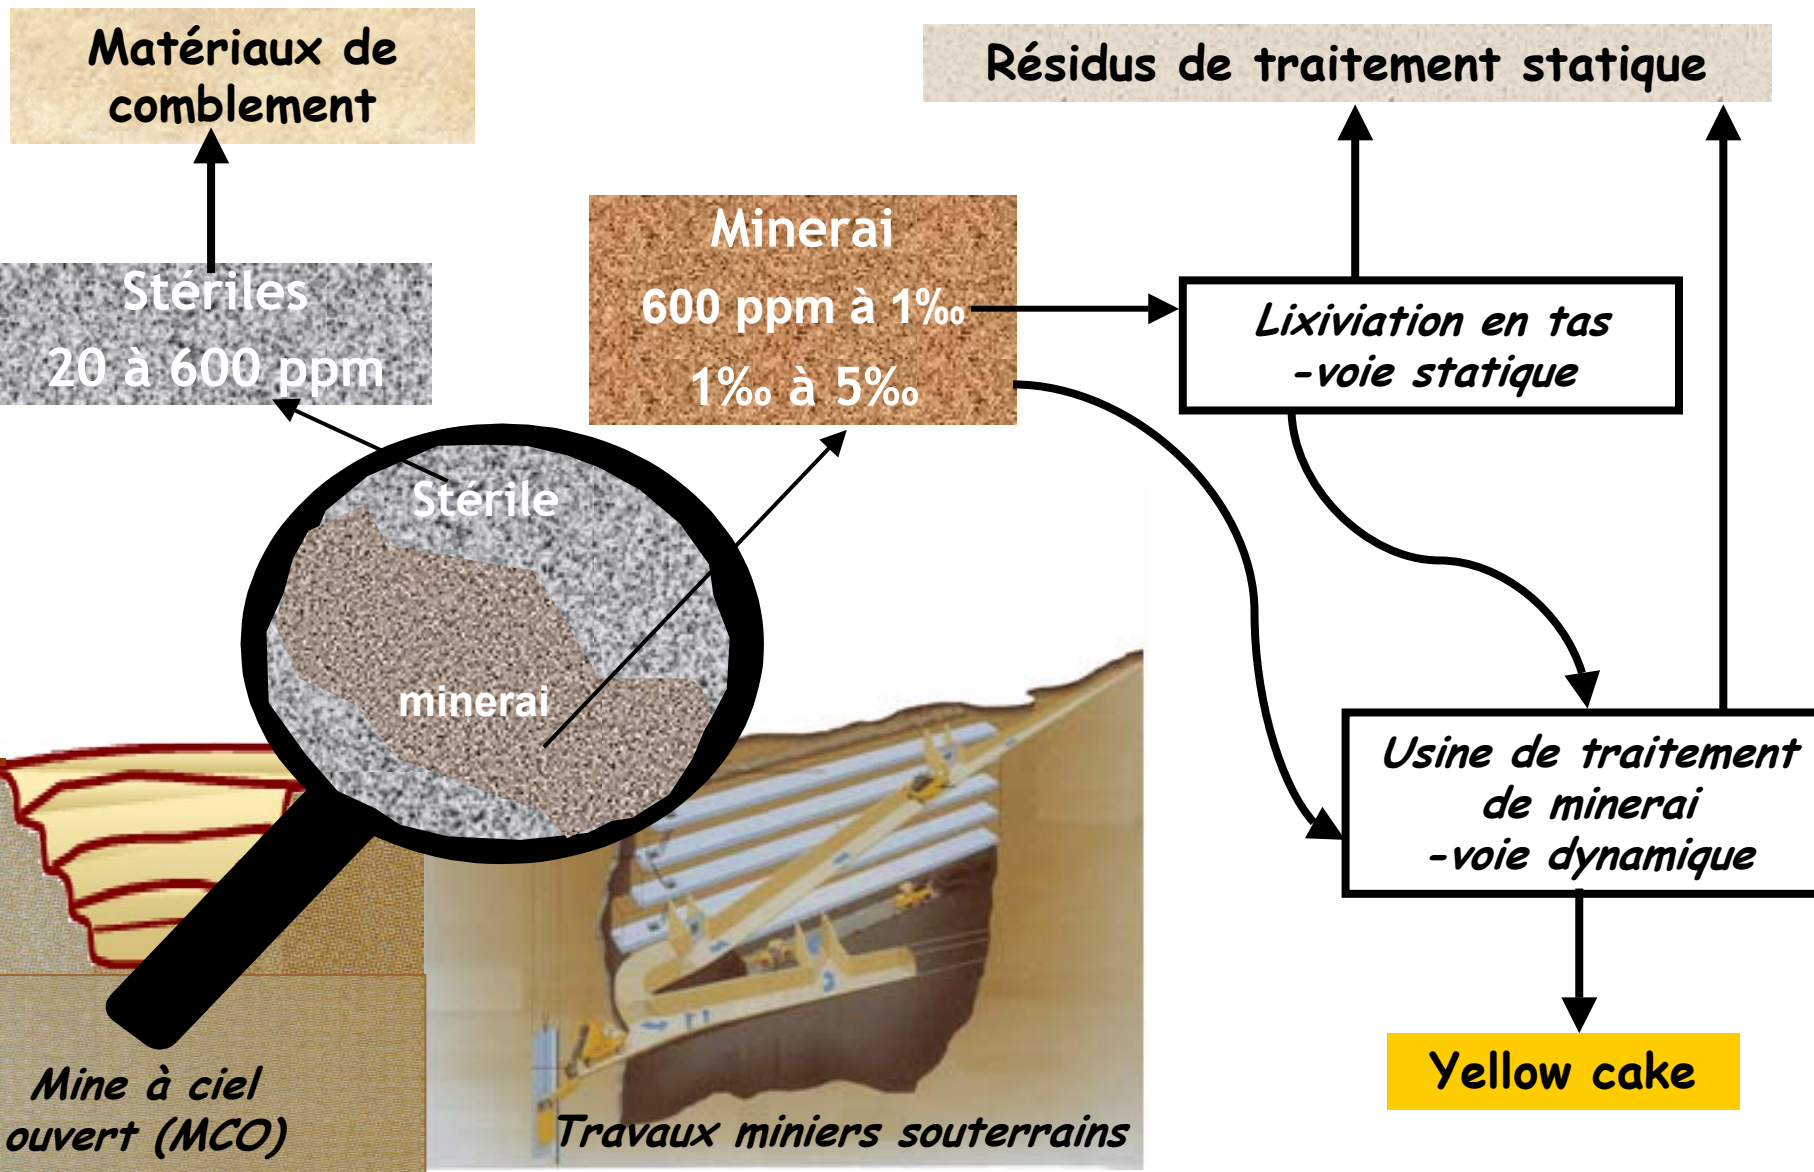 Matériaux de
comblement
Résidus de traitement statique
Minerai
600 ppm à 1‰
1‰ à 5‰
Stériles
20 à 600 ppm
Lixiviation en tas
-voie statique
Stérile
minerai
Usine de traitement
de minerai
-voie dynamique
Yellow cake
Mine à ciel
ouvert (MCO)
Travaux miniers souterrains